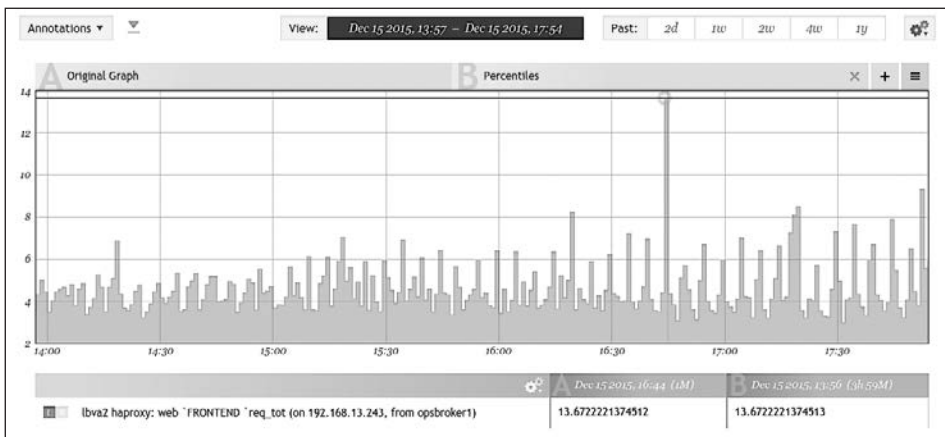 Annotations ▾
View: Dec 15 2015, 13:57 – Dec 15 2015, 17:54
Past: 2d 1w 2w 4w 1y
A Original Graph
B Percentiles × + ≡
14
12
10
8
6
4
2
14:00 14:30 15:00 15:30 16:00 16:30 17:00 17:30
A Dec 15 2015, 16:44 (1M)
B Dec 15 2015, 13:56 (3h 59M)
lbva2 haproxy: web `FRONTEND `req_tot (on 192.168.13.243, from opsbroker1)
13.6722221374512
13.6722221374513